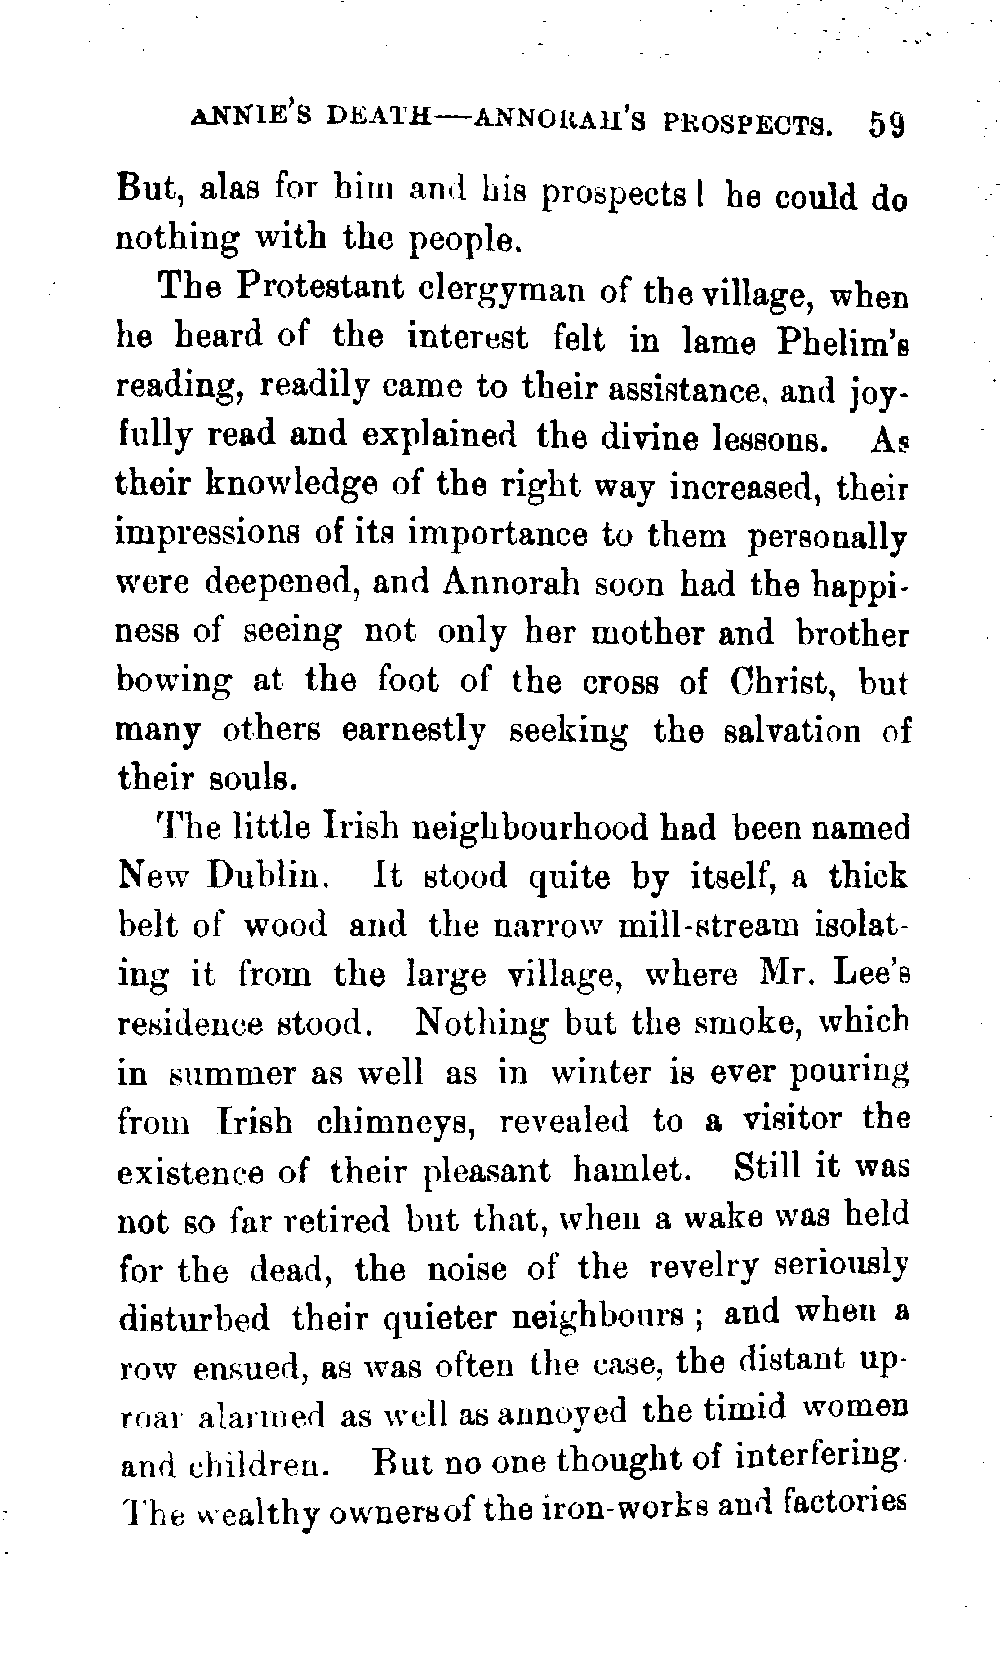 ANNIE'S DEATH—ANNORAH'S PROSPECTS. 59
But, alas for him and his prospects! he could do
nothing with the people.
The Protestant clergyman of the village, when
he heard of the interest felt in lame Phelim's
reading, readily came to their assistance, and joy-
fully read and explained the divine lessons. As
their knowledge of the right way increased, their
impressions of its importance to them personally
were deepened, and Annorah soon had the happi-
ness of seeing not only her mother and brother
bowing at the foot of the cross of Christ, but
many others earnestly seeking the salvation of
their souls.
The little Irish neighbourhood had been named
New Dublin. It stood quite by itself, a thick
belt of wood and the narrow mill-stream isolat-
ing it from the large village, where Mr. Lee's
residence stood. Nothing but the smoke, which
in summer as well as in winter is ever pouring
from Irish chimneys, revealed to a visitor the
existence of their pleasant hamlet. Still it was
not so far retired but that, when a wake was held
for the dead, the noise of the revelry seriously
disturbed their quieter neighbours; and when a
row ensued, as was often the case, the distant up-
roar alarmed as well as annoyed the timid women
and children. But no one thought of interfering.
The wealthy owners of the iron-works and factories